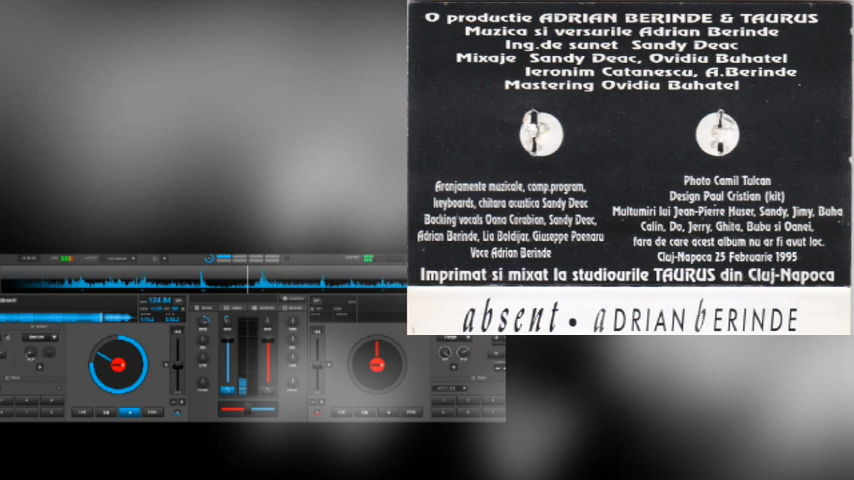 O productie ADRIAN BERINDE & TAURUS
Muzica si versurile Adrian Berinde
Ing.de sunet Sandy Deac
Mixaje Sandy Deac, Ovidiu Buhatel
Ieronim Catanescu, A.Berinde
Mastering Ovidiu Buhatel
Aranjamente muzicale, comp.program,
keyboards, chitara acustica Sandy Deac
Backing vocals Oana Corabian, Sandy Deac,
Adrian Berinde, Lia Boldijar, Giuseppe Poenaru
Voce Adrian Berinde
Photo Camil Tulcan
Design Paul Cristian (kit)
Multumiri lui Jean-Pierre Huser, Sandy, Jimy, Buha
Calin, Do, Jerry, Ghita, Bubu si Oanei,
fara de care acest album nu ar fi avut loc.
Cluj-Napoca 25 Februarie 1995
Imprimat si mixat la studiourile TAURUS din Cluj-Napoca
absent • aDRIAN bERINDE
124.84